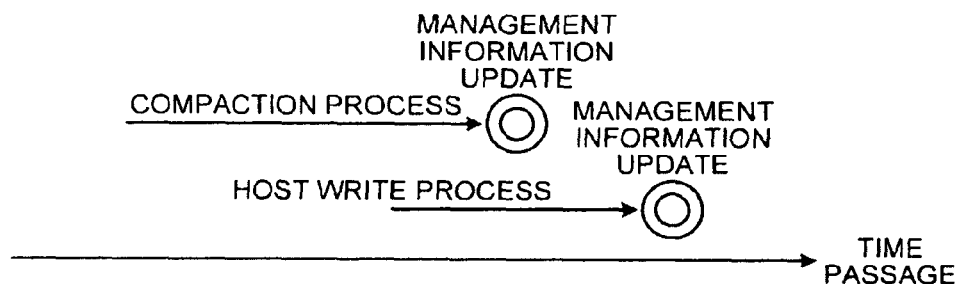 MANAGEMENT
INFORMATION
UPDATE
COMPACTION PROCESS
MANAGEMENT
INFORMATION
UPDATE
HOST WRITE PROCESS
TIME
PASSAGE